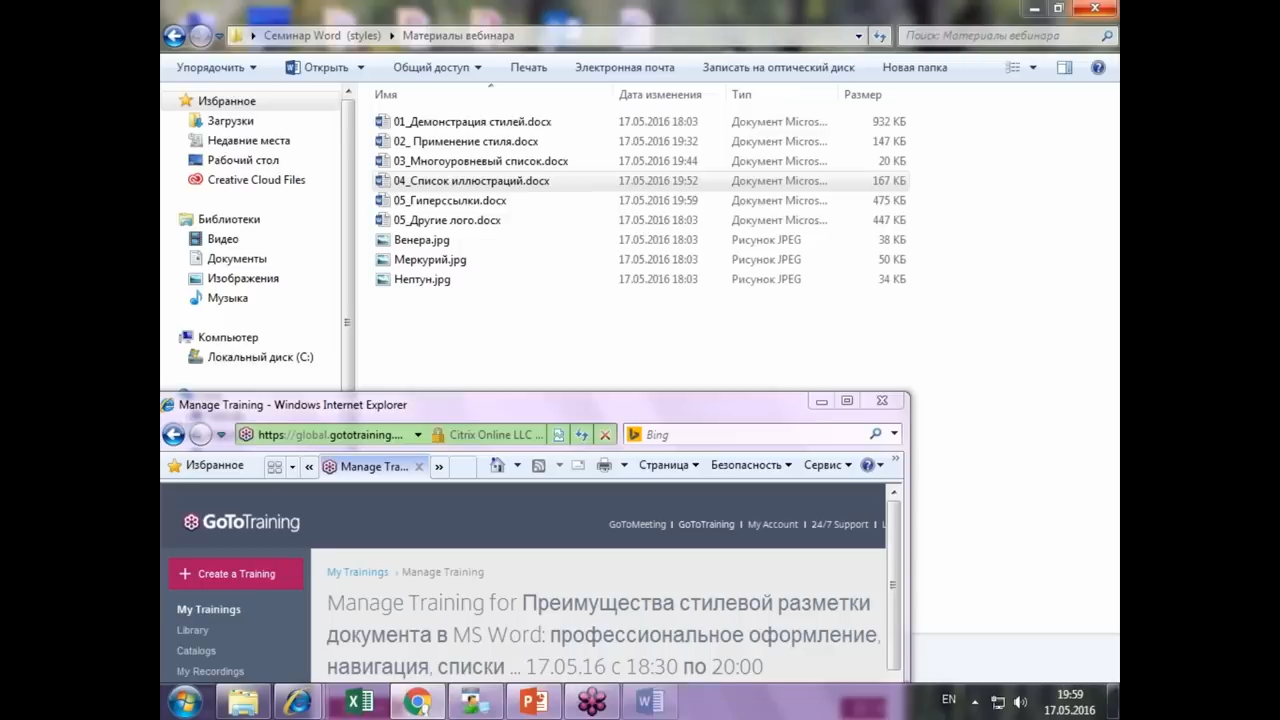 Семинар Word (styles) Материалы вебинара
Поиск: Материалы вебинара
Упорядочить Открыть Общий доступ Печать Электронная почта Записать на оптический диск Новая папка
Избранное
Загрузки
Недавние места
Рабочий стол
Creative Cloud Files
Библиотеки
Видео
Документы
Изображения
Музыка
Компьютер
Локальный диск (C:)
Имя Дата изменения Тип Размер
01_Демонстрация стилей.docx 17.05.2016 18:03 Документ Micros... 932 КБ
02_ Применение стиля.docx 17.05.2016 19:32 Документ Micros... 147 КБ
03_Многоуровневый список.docx 17.05.2016 19:44 Документ Micros... 20 КБ
04_Список иллюстраций.docx 17.05.2016 19:52 Документ Micros... 167 КБ
05_Гиперссылки.docx 17.05.2016 19:59 Документ Micros... 475 КБ
05_Другие лого.docx 17.05.2016 18:03 Документ Micros... 447 КБ
Венера.jpg 17.05.2016 18:03 Рисунок JPEG 38 КБ
Меркурий.jpg 17.05.2016 18:03 Рисунок JPEG 50 КБ
Нептун.jpg 17.05.2016 18:03 Рисунок JPEG 34 КБ
Manage Training - Windows Internet Explorer
https://global.gototraining.... Citrix Online LLC ... Bing
Избранное Manage Tra... Страница Безопасность Сервис
GoToTraining
GoToMeeting | GoToTraining | My Account | 24/7 Support |
+ Create a Training
My Trainings
Library
Catalogs
My Recordings
My Trainings › Manage Training
Manage Training for Преимущества стилевой разметки
документа в MS Word: профессиональное оформление,
навигация, списки ... 17.05.16 с 18:30 по 20:00
EN
19:59
17.05.2016